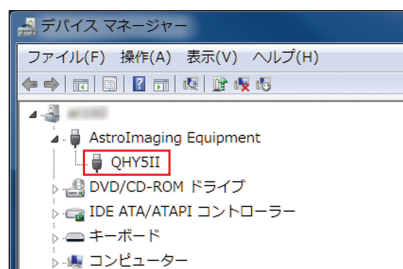 デバイス マネージャー
ファイル(F) 操作(A) 表示(V) ヘルプ(H)
AstroImaging Equipment
QHY5II
DVD/CD-ROM ドライブ
IDE ATA/ATAPI コントローラー
キーボード
コンピューター